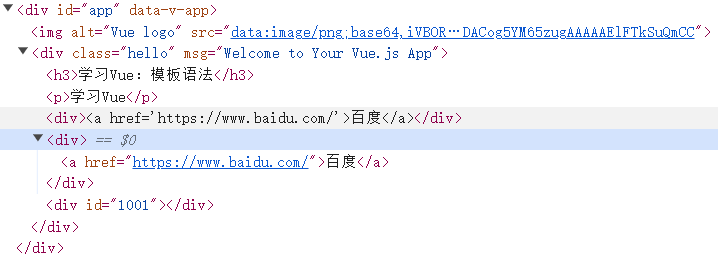 <div id="app" data-v-app>
<img alt="Vue logo" src="data:image/png;base64,iVBOR…DACog5YM65zugAAAAAElFTkSuQmCC">
<div class="hello" msg="Welcome to Your Vue.js App">
<h3>学习Vue：模板语法</h3>
<p>学习Vue</p>
<div><a href='https://www.baidu.com/'>百度</a></div>
<div> == $0
<a href="https://www.baidu.com/">百度</a>
</div>
<div id="1001"></div>
</div>
</div>